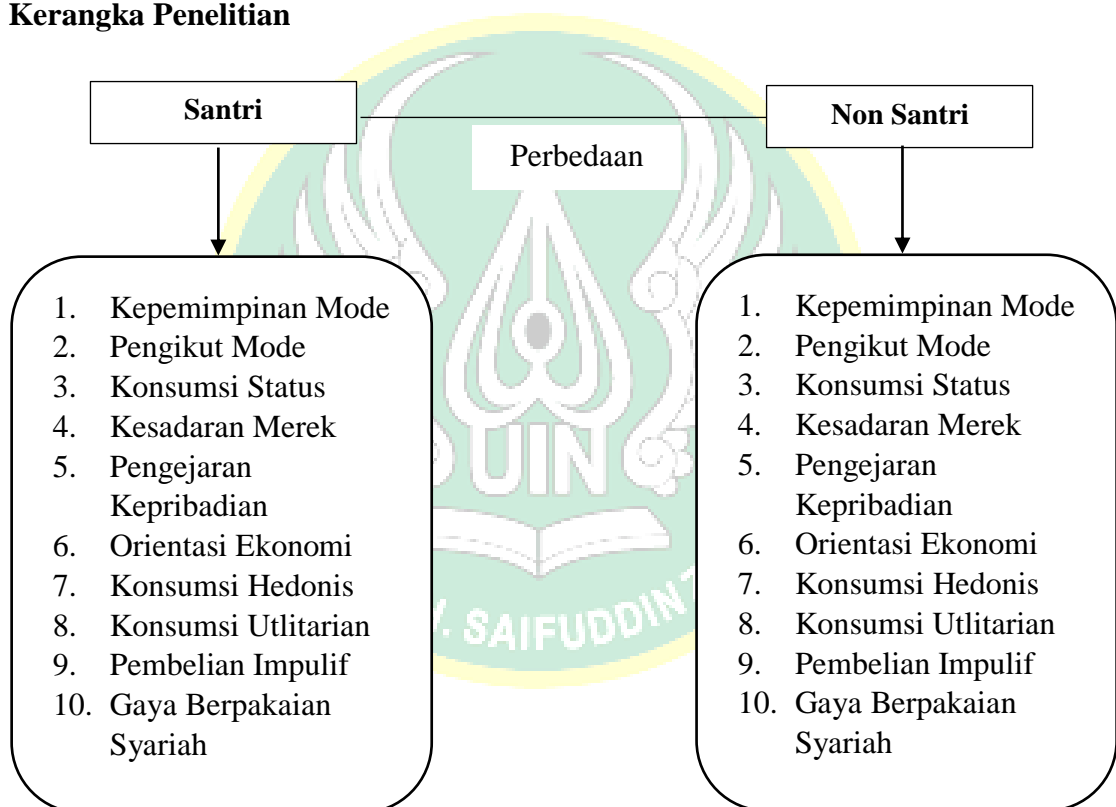 Kerangka Penelitian
Santri
Non Santri
Perbedaan
1. Kepemimpinan Mode
2. Pengikut Mode
3. Konsumsi Status
4. Kesadaran Merek
5. Pengejaran
Kepribadian
6. Orientasi Ekonomi
7. Konsumsi Hedonis
8. Konsumsi Utlitarian
9. Pembelian Impulif
10. Gaya Berpakaian
Syariah
1. Kepemimpinan Mode
2. Pengikut Mode
3. Konsumsi Status
4. Kesadaran Merek
5. Pengejaran
Kepribadian
6. Orientasi Ekonomi
7. Konsumsi Hedonis
8. Konsumsi Utlitarian
9. Pembelian Impulif
10. Gaya Berpakaian
Syariah
UIN
SAIFUDDIN